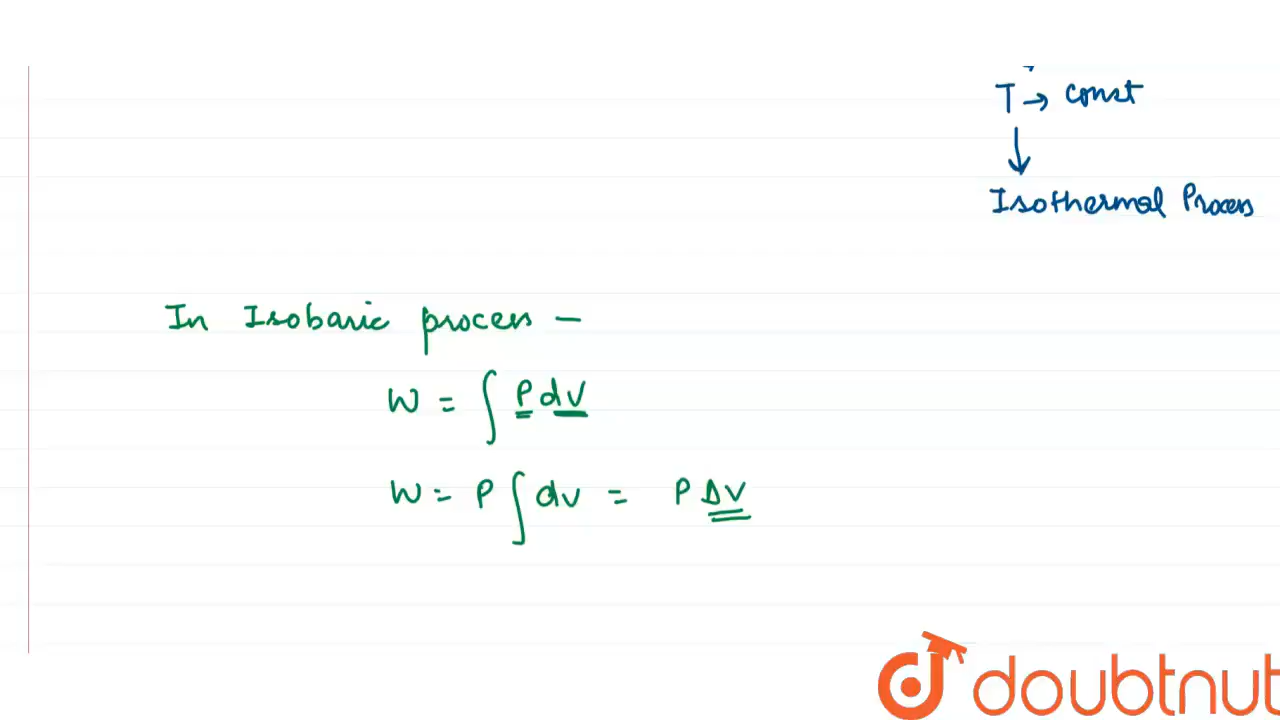 T → const
↓
Isothermal Process
In Isobaric process –
W = ∫ P dV
W = P ∫ dv = P ΔV
doubtnut